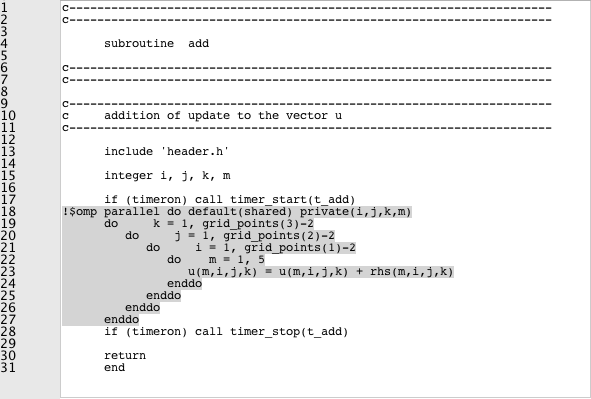 1 c---------------------------------------------------------------------
2 c---------------------------------------------------------------------
3
4       subroutine  add
5
6 c---------------------------------------------------------------------
7 c---------------------------------------------------------------------
8
9 c---------------------------------------------------------------------
10 c     addition of update to the vector u
11 c---------------------------------------------------------------------
12
13       include 'header.h'
14
15       integer i, j, k, m
16
17       if (timeron) call timer_start(t_add)
18 !$omp parallel do default(shared) private(i,j,k,m)
19       do     k = 1, grid_points(3)-2
20          do     j = 1, grid_points(2)-2
21             do     i = 1, grid_points(1)-2
22                do    m = 1, 5
23                   u(m,i,j,k) = u(m,i,j,k) + rhs(m,i,j,k)
24                enddo
25             enddo
26          enddo
27       enddo
28       if (timeron) call timer_stop(t_add)
29
30       return
31       end